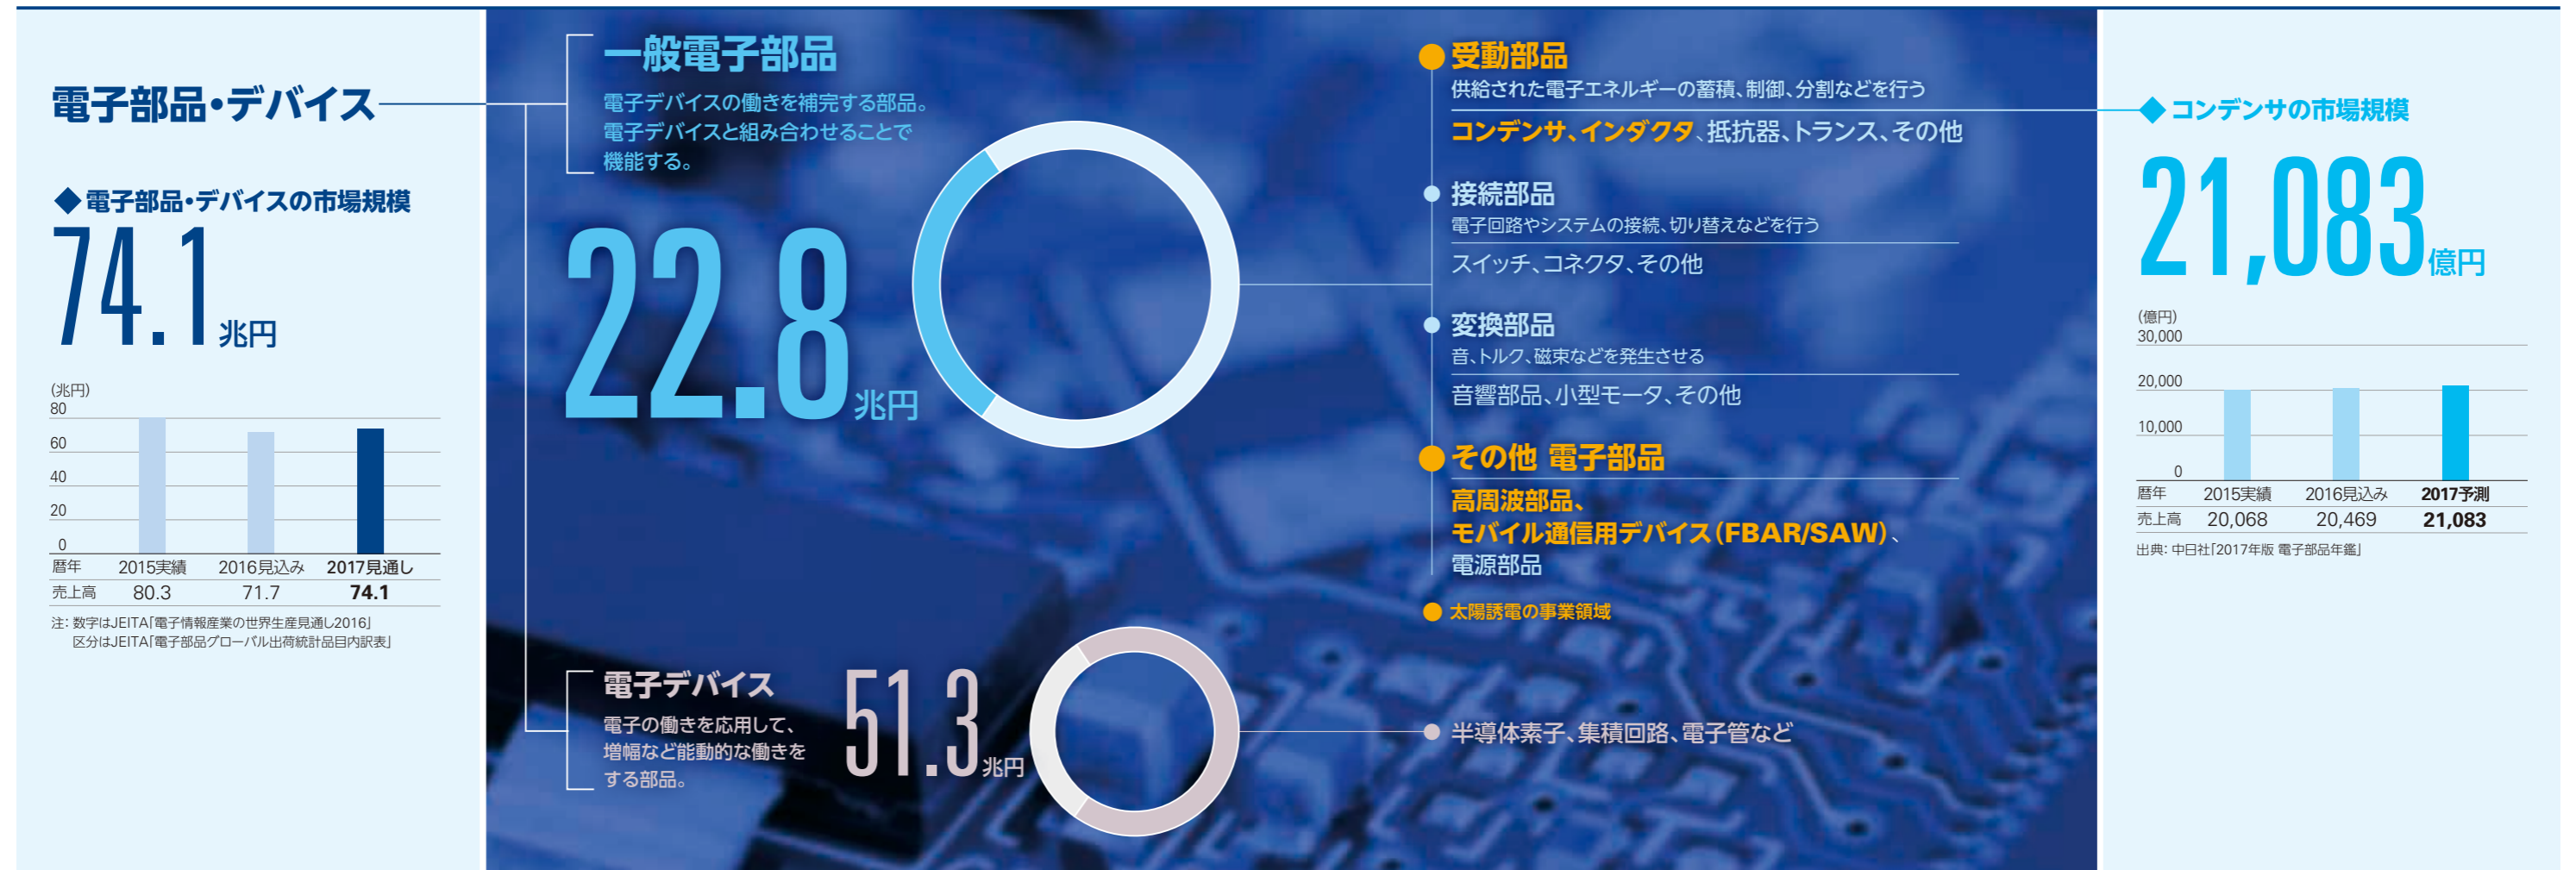 電子部品・デバイス
◆電子部品・デバイスの市場規模
74.1兆円
(兆円)
80
60
40
20
0
暦年 2015実績 2016見込み 2017見通し
売上高 80.3 71.7 74.1
注：数字はJEITA「電子情報産業の世界生産見通し2016」
区分はJEITA「電子部品グローバル出荷統計品目内訳表」
一般電子部品
電子デバイスの働きを補完する部品。
電子デバイスと組み合わせることで
機能する。
22.8兆円
電子デバイス
電子の働きを応用して、
増幅など能動的な働きを
する部品。
51.3兆円
受動部品
供給された電子エネルギーの蓄積、制御、分割などを行う
コンデンサ、インダクタ、抵抗器、トランス、その他
接続部品
電子回路やシステムの接続、切り替えなどを行う
スイッチ、コネクタ、その他
変換部品
音、トルク、磁束などを発生させる
音響部品、小型モータ、その他
その他 電子部品
高周波部品、
モバイル通信用デバイス（FBAR/SAW）、
電源部品
太陽誘電の事業領域
半導体素子、集積回路、電子管など
◆コンデンサの市場規模
21,083億円
(億円)
30,000
20,000
10,000
0
暦年 2015実績 2016見込み 2017予測
売上高 20,068 20,469 21,083
出典：中日社「2017年版 電子部品年鑑」